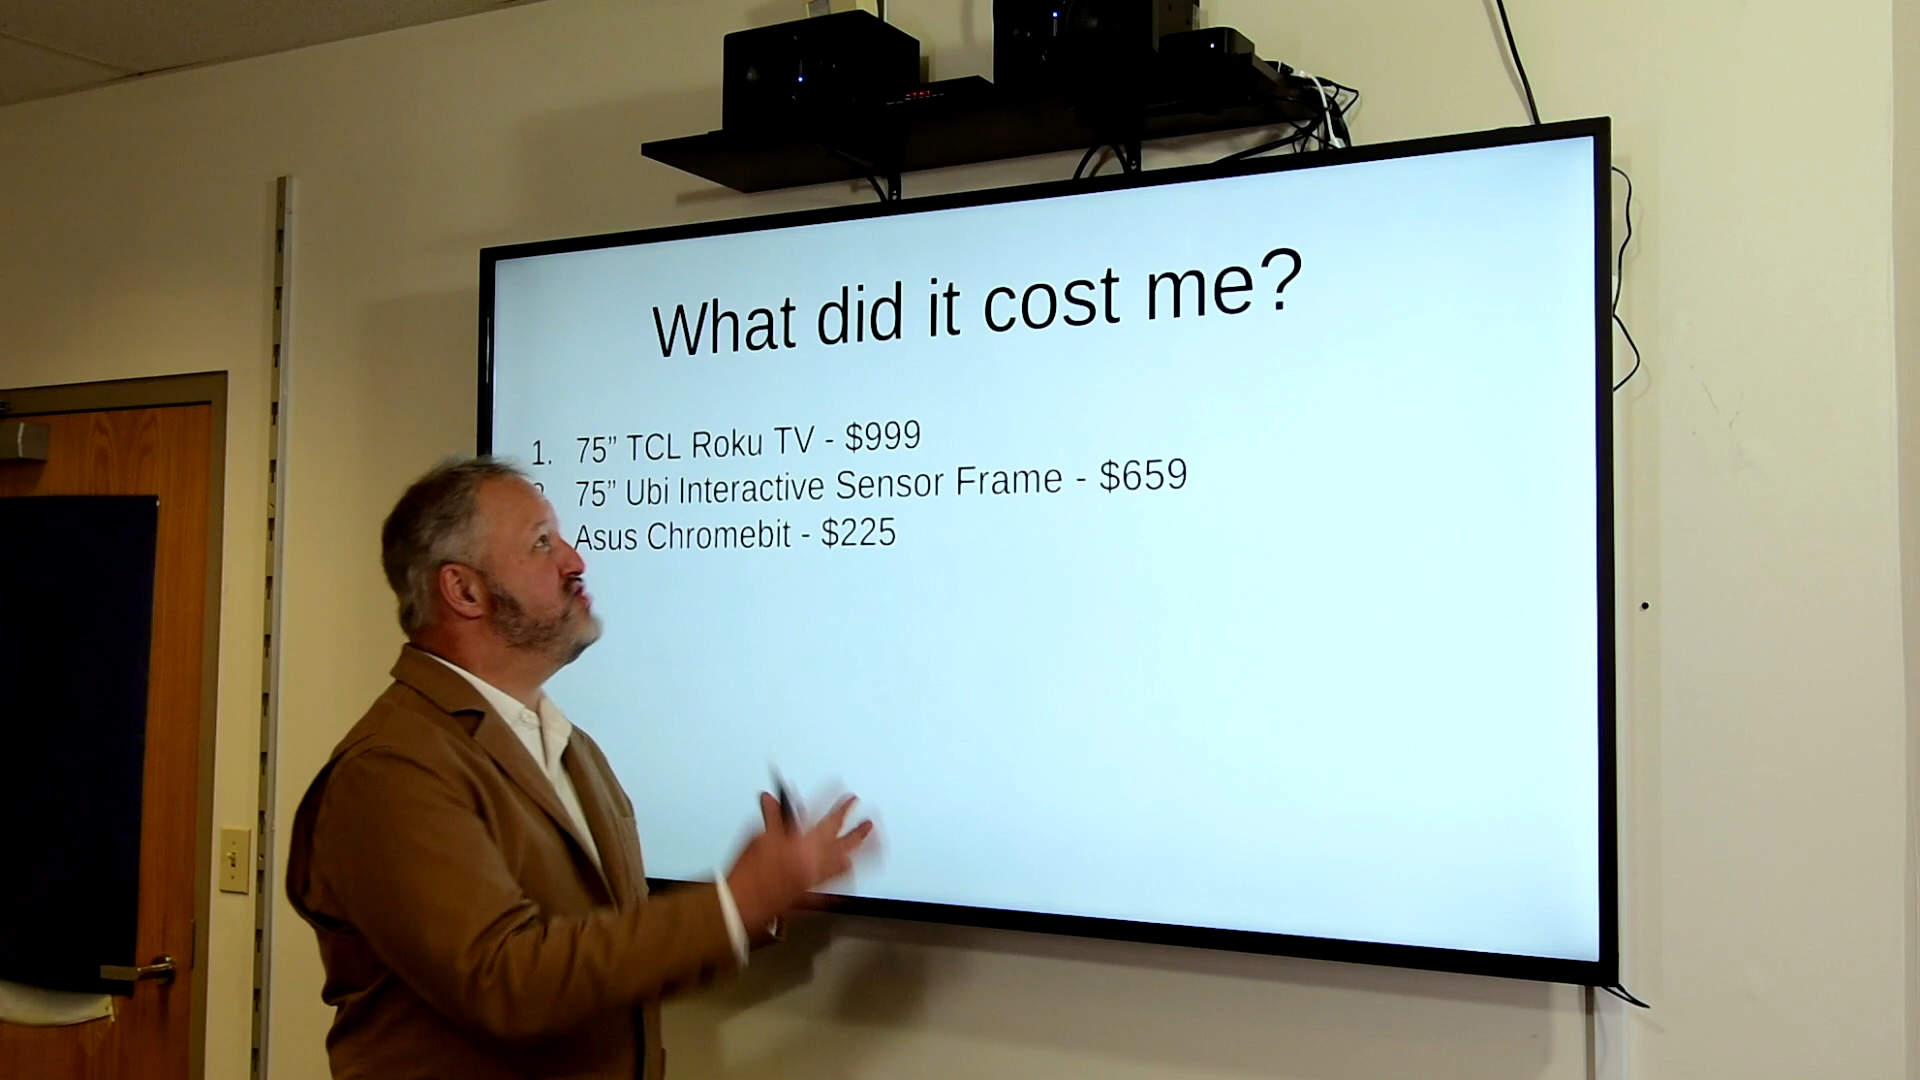 What did it cost me?
1. 75” TCL Roku TV - $999
75” Ubi Interactive Sensor Frame - $659
Asus Chromebit - $225